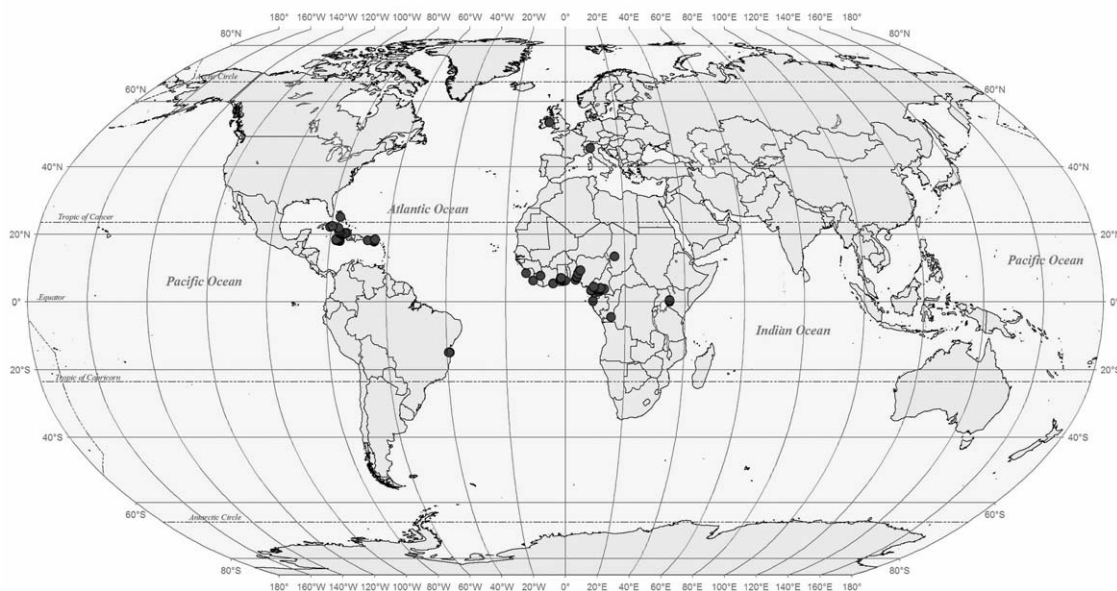 180° 160°W 140°W 120°W 100°W 80°W 60°W 40°W 20°W 0° 20°E 40°E 60°E 80°E 100°E 120°E 140°E 160°E 180°
80°N 80°N
Arctic Circle
60°N 60°N
40°N 40°N
Tropic of Cancer
Atlantic Ocean
20°N 20°N
Pacific Ocean Pacific Ocean
Equator 0° 0°
Indian Ocean
20°S 20°S
Tropic of Capricorn
40°S 40°S
60°S 60°S
Antarctic Circle
80°S 80°S
180° 160°W 140°W 120°W 100°W 80°W 60°W 40°W 20°W 0° 20°E 40°E 60°E 80°E 100°E 120°E 140°E 160°E 180°